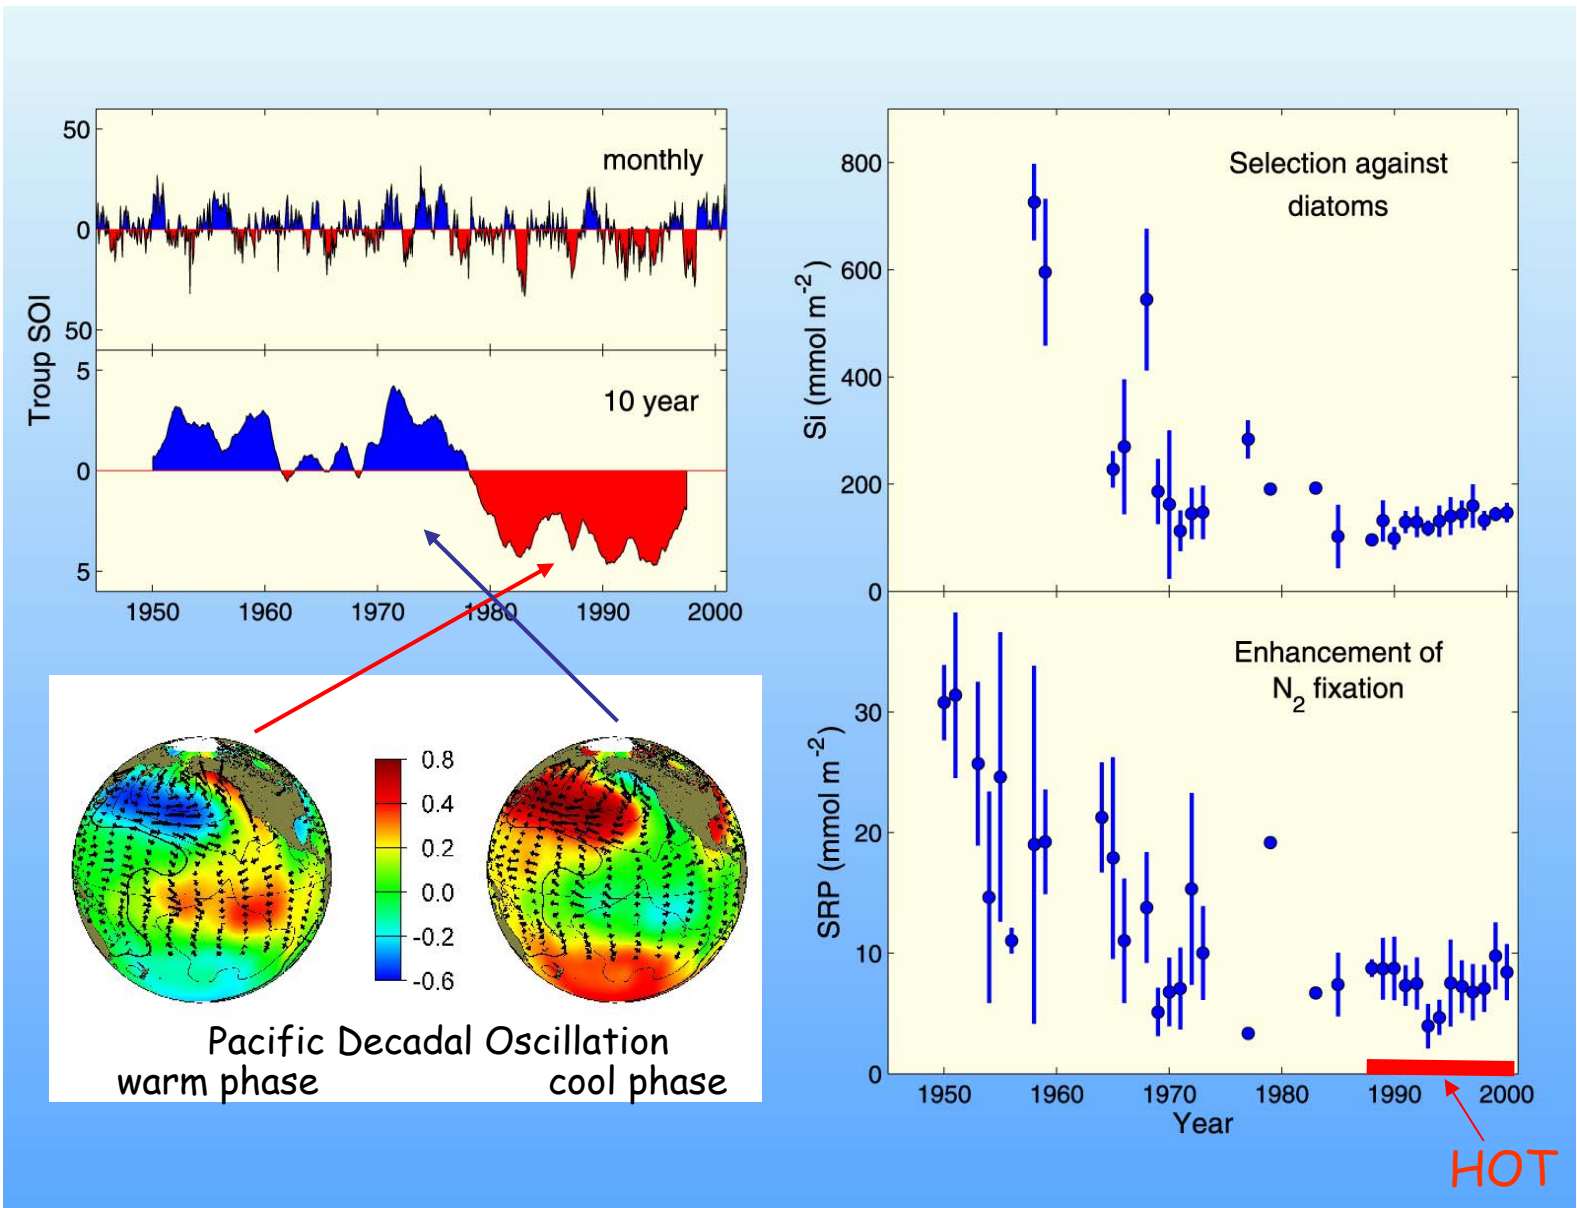 Troup SOI
50
0
50
monthly
5
0
5
10 year
1950 1960 1970 1980 1990 2000
0.8
0.4
0.2
0.0
-0.2
-0.6
Pacific Decadal Oscillation
warm phase cool phase
Si (mmol m⁻²)
800
600
400
200
0
Selection against
diatoms
SRP (mmol m⁻²)
30
20
10
0
Enhancement of
N₂ fixation
1950 1960 1970 1980 1990 2000
Year
HOT